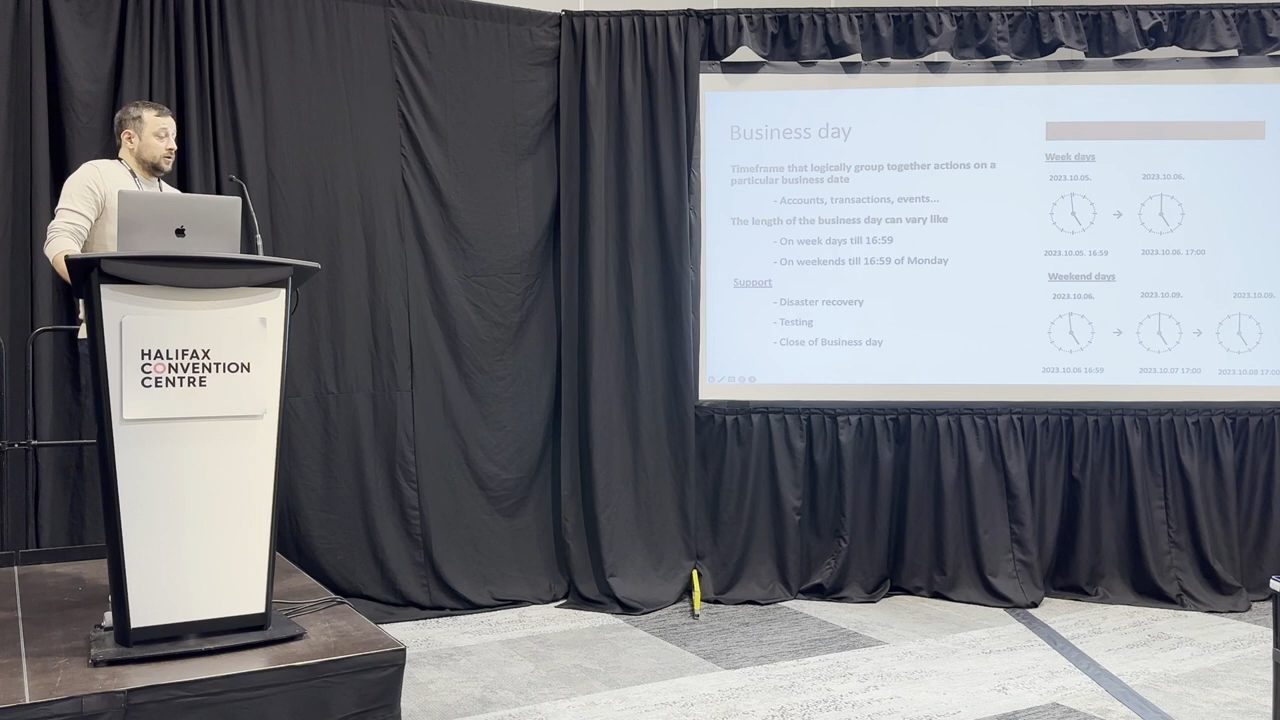 HALIFAX
CONVENTION
CENTRE
Business day
Timeframe that logically group together actions on a
particular business date
- Accounts, transactions, events...
The length of the business day can vary like
- On week days till 16:59
- On weekends till 16:59 of Monday
Support
- Disaster recovery
- Testing
- Close of Business day
Week days
2023.10.05. 2023.10.06.
2023.10.05. 16:59 2023.10.06. 17:00
Weekend days
2023.10.06. 2023.10.09. 2023.10.09.
2023.10.06 16:59 2023.10.07 17:00 2023.10.08 17:00